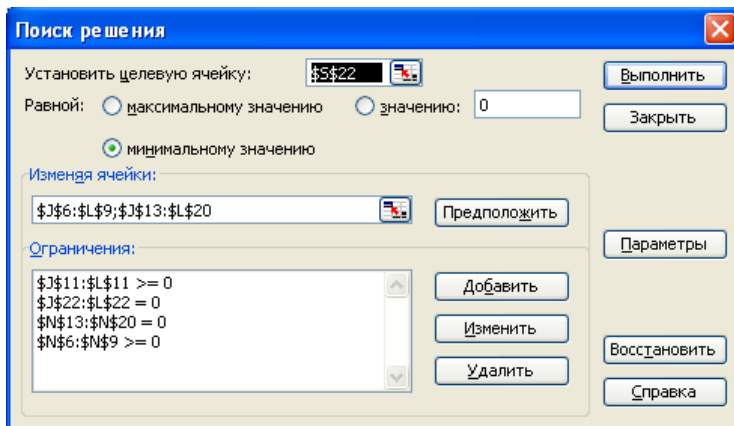 Поиск решения
Установить целевую ячейку: $S$22 Выполнить
Равной: максимальному значению значению: 0 Закрыть
минимальному значению
Изменяя ячейки:
$J$6:$L$9;$J$13:$L$20 Предположить
Ограничения: Параметры
$J$11:$L$11 >= 0 Добавить
$J$22:$L$22 = 0
$N$13:$N$20 = 0 Изменить
$N$6:$N$9 >= 0 Восстановить
Удалить
Справка